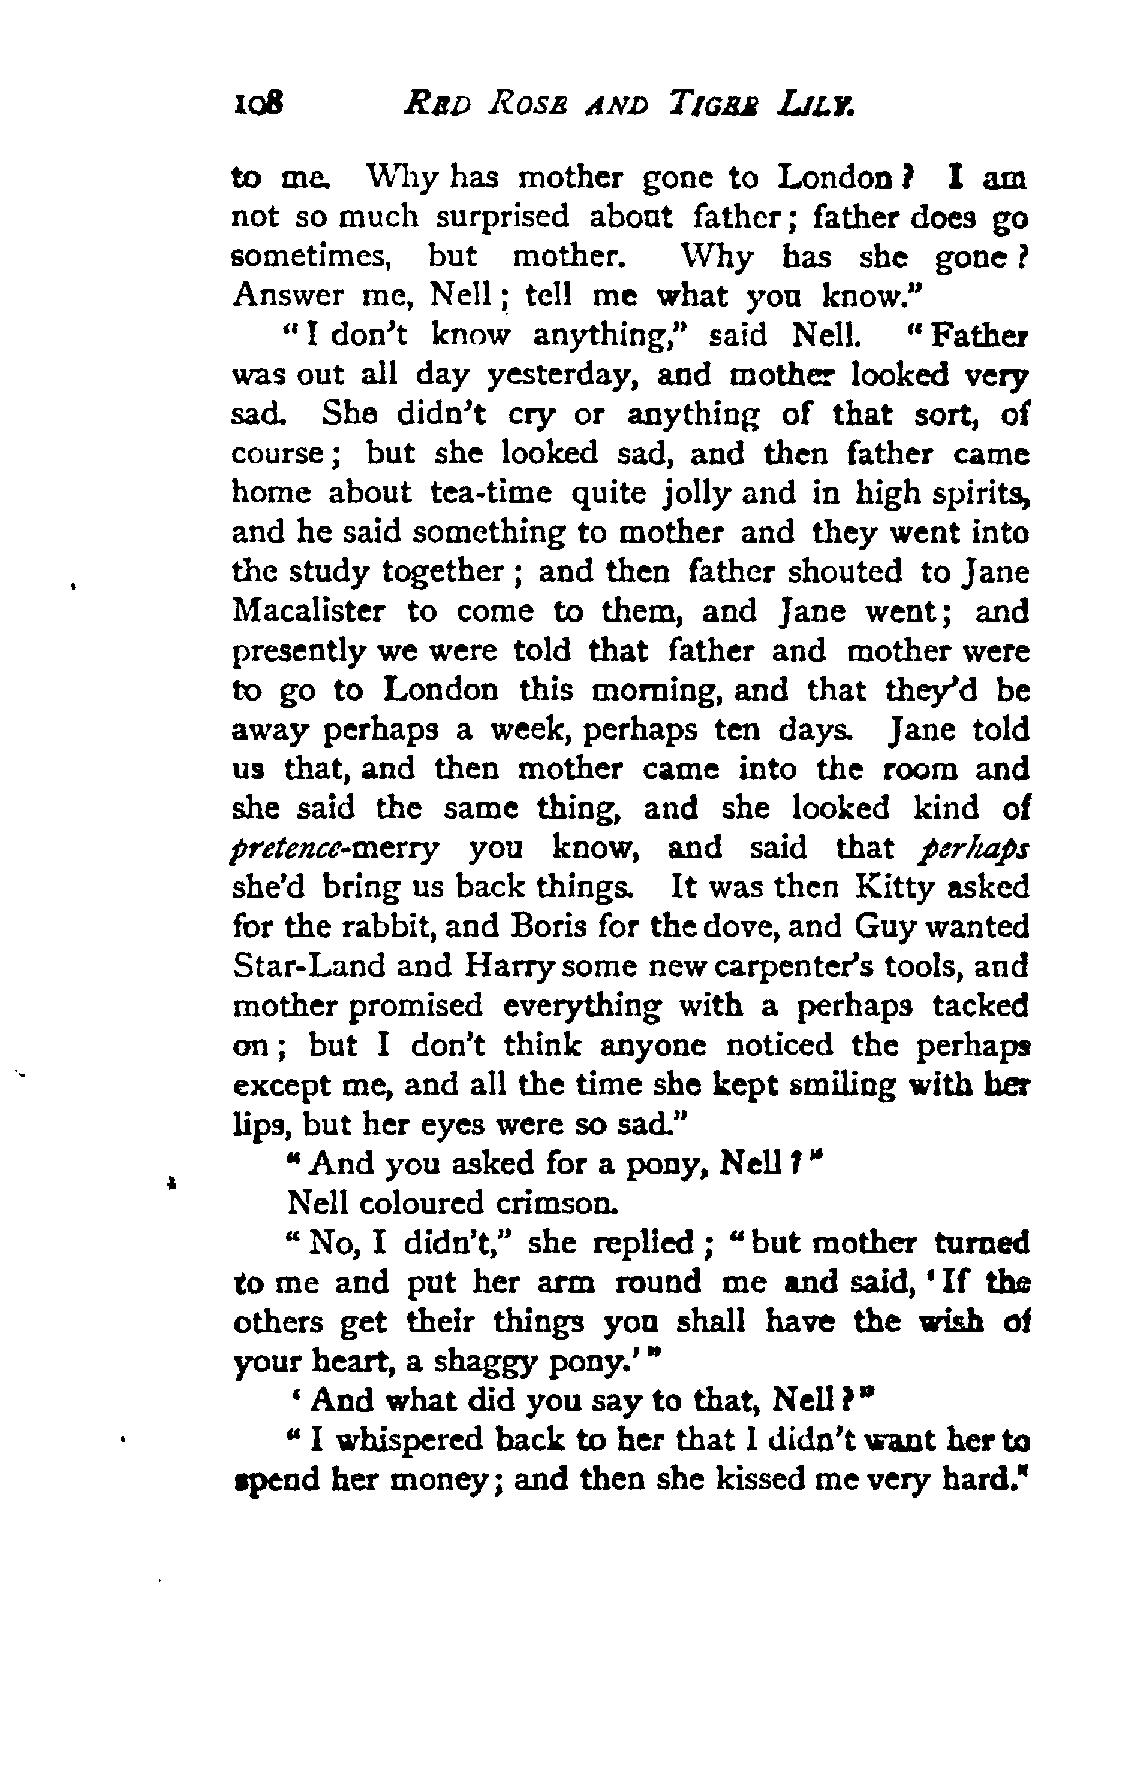 108 RED ROSE AND TIGER LILY.
to me. Why has mother gone to London? I am
not so much surprised about father; father does go
sometimes, but mother. Why has she gone?
Answer me, Nell; tell me what you know."
"I don't know anything," said Nell. "Father
was out all day yesterday, and mother looked very
sad. She didn't cry or anything of that sort, of
course; but she looked sad, and then father came
home about tea-time quite jolly and in high spirits,
and he said something to mother and they went into
the study together; and then father shouted to Jane
Macalister to come to them, and Jane went; and
presently we were told that father and mother were
to go to London this morning, and that they'd be
away perhaps a week, perhaps ten days. Jane told
us that, and then mother came into the room and
she said the same thing, and she looked kind of
pretence-merry you know, and said that perhaps
she'd bring us back things. It was then Kitty asked
for the rabbit, and Boris for the dove, and Guy wanted
Star-Land and Harry some new carpenter's tools, and
mother promised everything with a perhaps tacked
on; but I don't think anyone noticed the perhaps
except me, and all the time she kept smiling with her
lips, but her eyes were so sad."
"And you asked for a pony, Nell?"
Nell coloured crimson.
"No, I didn't," she replied; "but mother turned
to me and put her arm round me and said, 'If the
others get their things you shall have the wish of
your heart, a shaggy pony.'"
'And what did you say to that, Nell?"
"I whispered back to her that I didn't want her to
spend her money; and then she kissed me very hard."